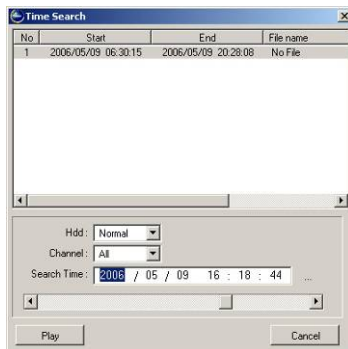 Time Search
No Start End File name
1 2006/05/09 06:30:15 2006/05/09 20:28:08 No File
Hdd : Normal
Channel : All
Search Time : 2006 / 05 / 09 16 : 18 : 44 ...
Play Cancel